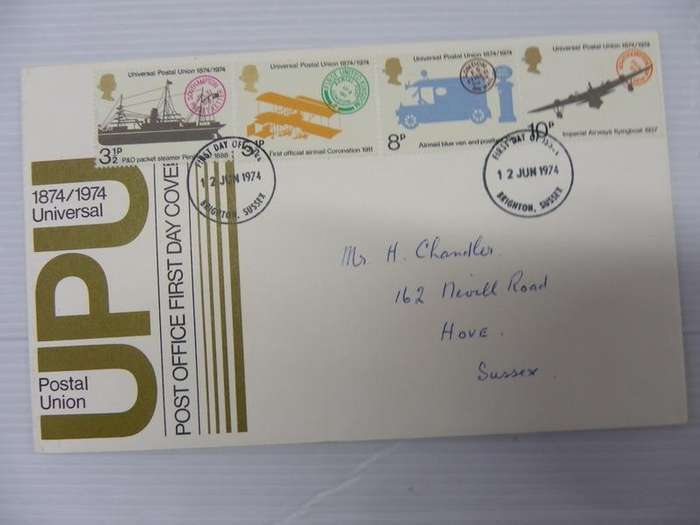 Universal Postal Union 1874/1974
3½P
P&O packet steamer 1888
Universal Postal Union 1874/1974
First official airmail Coronation 1911
Universal Postal Union 1874/1974
8P
Airmail blue van and
Universal Postal Union 1874/1974
10P
Imperial Airways flyingboat 1937
FIRST DAY OF
12 JUN 1974
BRIGHTON, SUSSEX
FIRST DAY OF
12 JUN 1974
BRIGHTON, SUSSEX
1874/1974
Universal
UPU
Postal
Union
POST OFFICE FIRST DAY COVER
Mr H. Chandler
162 Nevill Road
HOVE.
Sussex.